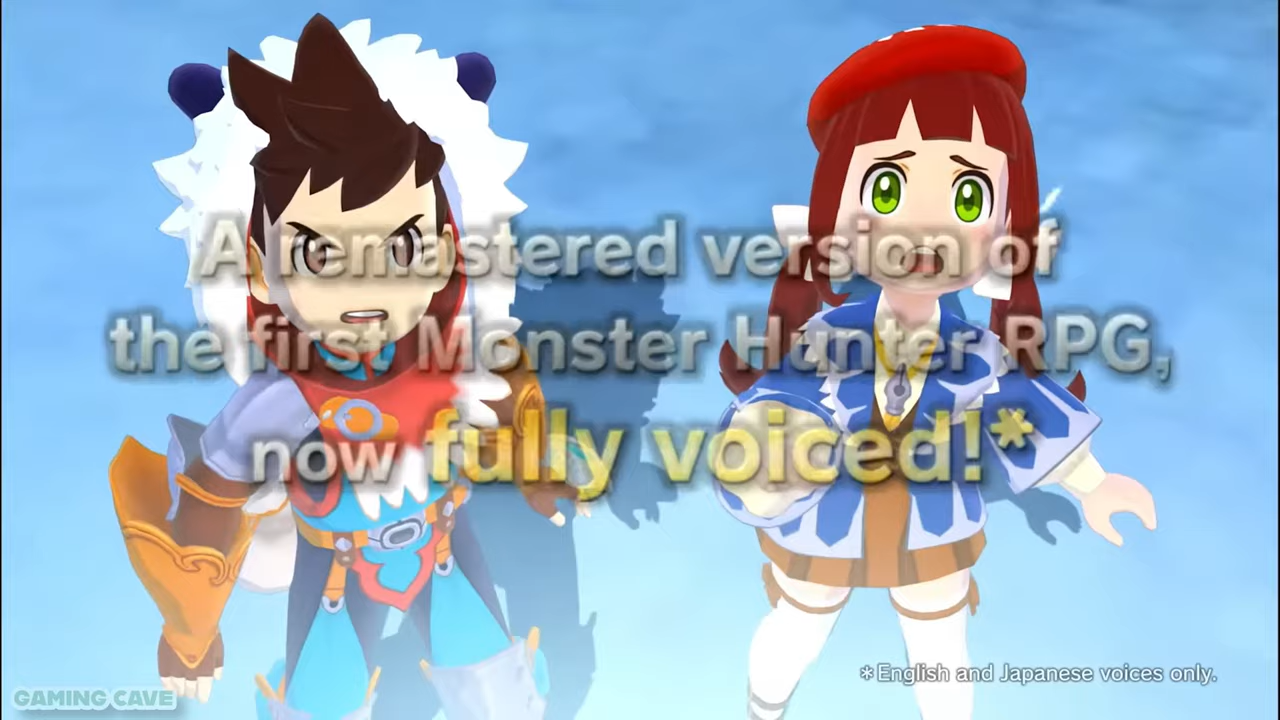 A remastered version of
the first Monster Hunter RPG,
now fully voiced!*
*English and Japanese voices only.
GAMING CAVE